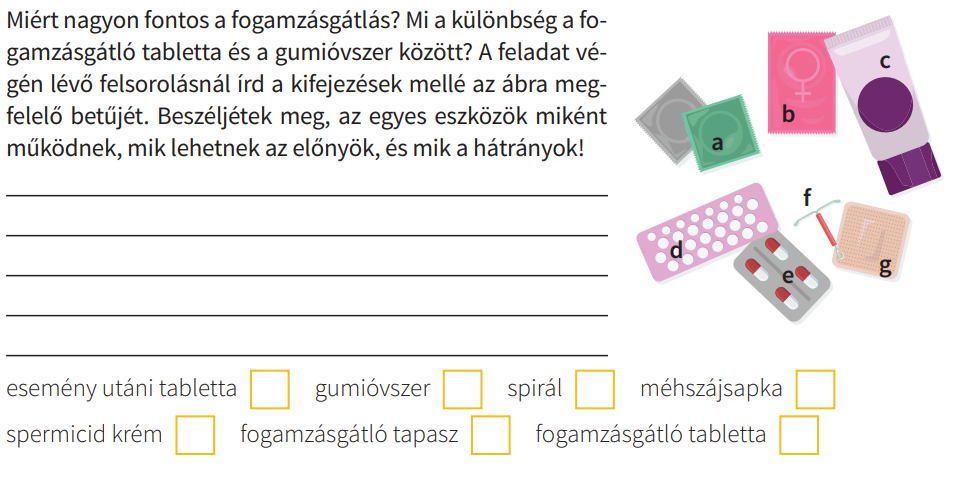 Miért nagyon fontos a fogamzásgátlás? Mi a különbség a fo-
gamzásgátló tabletta és a gumióvszer között? A feladat vé-
gén lévő felsorolásnál írd a kifejezések mellé az ábra meg-
felelő betűjét. Beszéljétek meg, az egyes eszközök miként
működnek, mik lehetnek az előnyök, és mik a hátrányok!
a
b
c
d
e
f
g
esemény utáni tabletta gumióvszer spirál méhszájsapka
spermicid krém fogamzásgátló tapasz fogamzásgátló tabletta